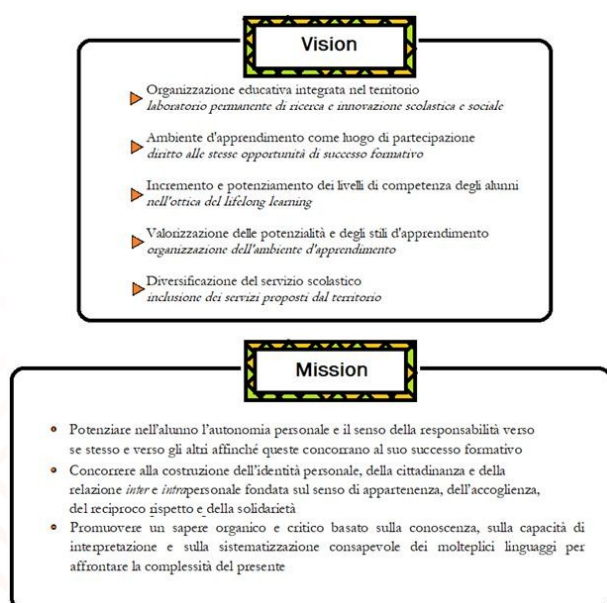 Vision
Organizzazione educativa integrata nel territorio
laboratorio permanente di ricerca e innovazione scolastica e sociale
Ambiente d'apprendimento come luogo di partecipazione
diritto alle stesse opportunità di successo formativo
Incremento e potenziamento dei livelli di competenza degli alunni
nell'ottica del lifelong learning
Valorizzazione delle potenzialità e degli stili d'apprendimento
organizzazione dell'ambiente d'apprendimento
Diversificazione del servizio scolastico
inclusione dei servizi proposti dal territorio
Mission
Potenziare nell'alunno l'autonomia personale e il senso della responsabilità verso
se stesso e verso gli altri affinché queste concorrano al suo successo formativo
Concorrere alla costruzione dell'identità personale, della cittadinanza e della
relazione inter e intrapersonale fondata sul senso di appartenenza, dell'accoglienza,
del reciproco rispetto e della solidarietà
Promuovere un sapere organico e critico basato sulla conoscenza, sulla capacità di
interpretazione e sulla sistematizzazione consapevole dei molteplici linguaggi per
affrontare la complessità del presente